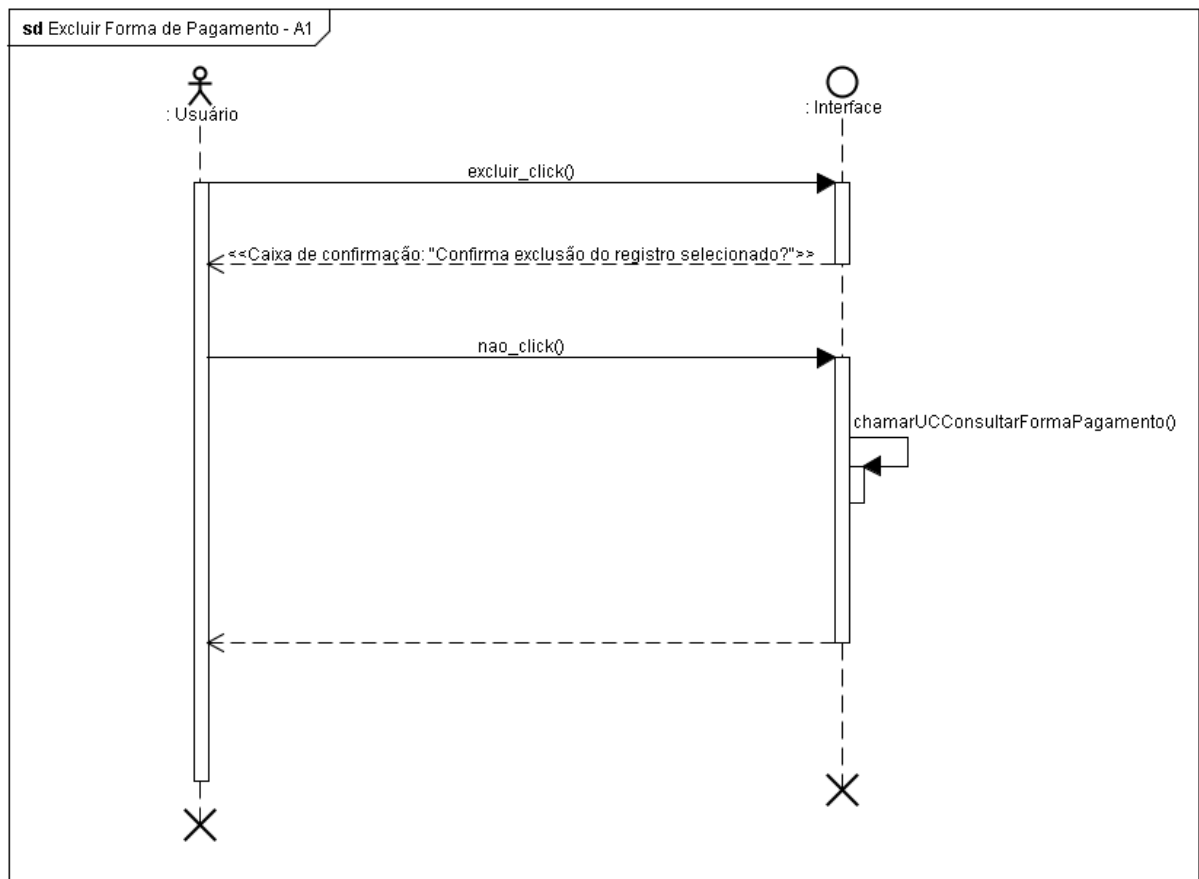 sd Excluir Forma de Pagamento - A1
: Usuário
: Interface
excluir_click()
<<Caixa de confirmação: "Confirma exclusão do registro selecionado?">>
nao_click()
chamarUCConsultarFormaPagamento()